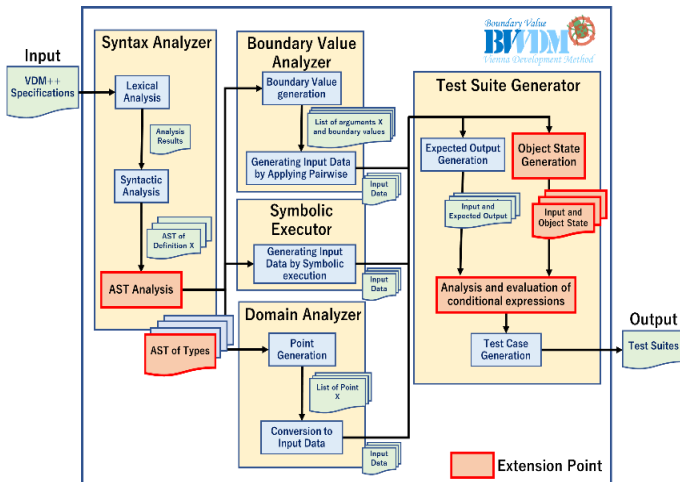 Input
VDM++
Specifications
Syntax Analyzer
Lexical
Analysis
Analysis
Results
Syntactic
Analysis
AST of
Definition X
AST Analysis
AST of Types
Boundary Value
Analyzer
Boundary Value
generation
List of arguments X
and boundary values
Generating Input Data
by Applying Pairwise
Input
Data
Symbolic
Executor
Generating Input
Data by Symbolic
execution
Input
Data
Domain Analyzer
Point
Generation
List of Point
X
Conversion to
Input Data
Input
Data
Boundary Value
BWDM
Vienna Development Method
Test Suite Generator
Expected Output
Generation
Object State
Generation
Input and
Expected Output
Input and
Object State
Analysis and evaluation of
conditional expressions
Test Case
Generation
Output
Test Suites
Extension Point